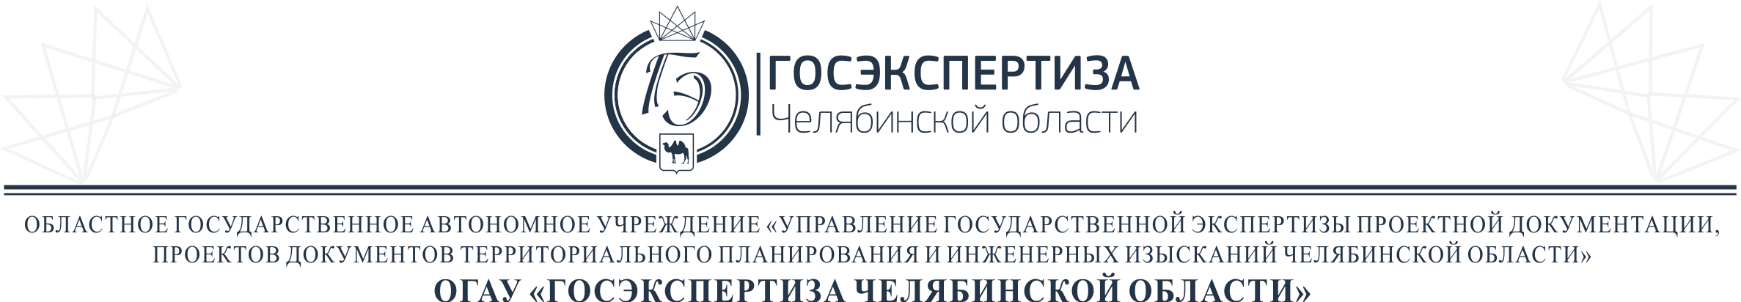 ГЭ
ГОСЭКСПЕРТИЗА
Челябинской области
ОБЛАСТНОЕ ГОСУДАРСТВЕННОЕ АВТОНОМНОЕ УЧРЕЖДЕНИЕ «УПРАВЛЕНИЕ ГОСУДАРСТВЕННОЙ ЭКСПЕРТИЗЫ ПРОЕКТНОЙ ДОКУМЕНТАЦИИ,
ПРОЕКТОВ ДОКУМЕНТОВ ТЕРРИТОРИАЛЬНОГО ПЛАНИРОВАНИЯ И ИНЖЕНЕРНЫХ ИЗЫСКАНИЙ ЧЕЛЯБИНСКОЙ ОБЛАСТИ»
ОГАУ «ГОСЭКСПЕРТИЗА ЧЕЛЯБИНСКОЙ ОБЛАСТИ»